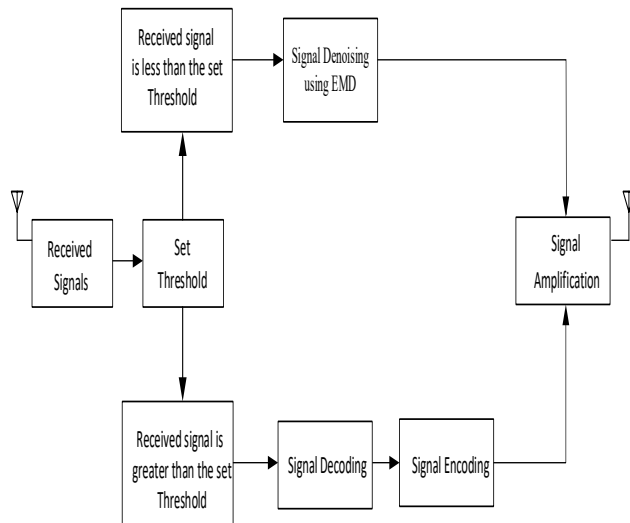 Received signal
is less than the set
Threshold
Signal Denoising
using EMD
Received
Signals
Set
Threshold
Signal
Amplification
Received signal is
greater than the set
Threshold
Signal Decoding
Signal Encoding